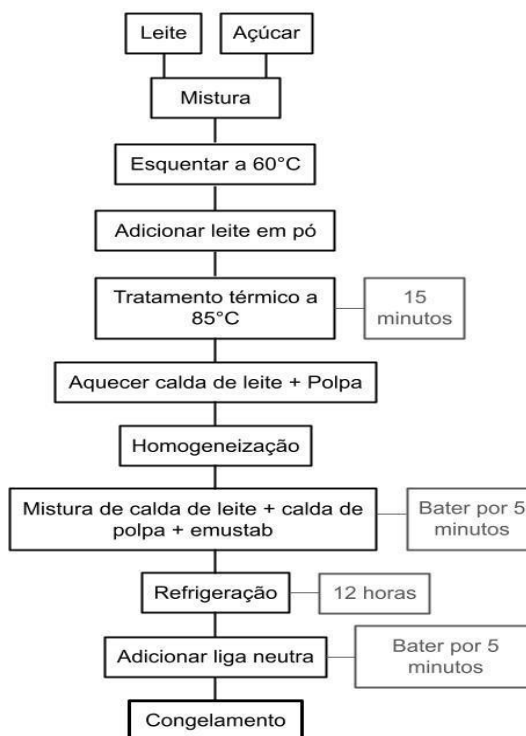 Leite
Açúcar
Mistura
Esquentar a 60°C
Adicionar leite em pó
Tratamento térmico a
85°C
15
minutos
Aquecer calda de leite + Polpa
Homogeneização
Mistura de calda de leite + calda de
polpa + emustab
Bater por 5
minutos
Refrigeração
12 horas
Adicionar liga neutra
Bater por 5
minutos
Congelamento